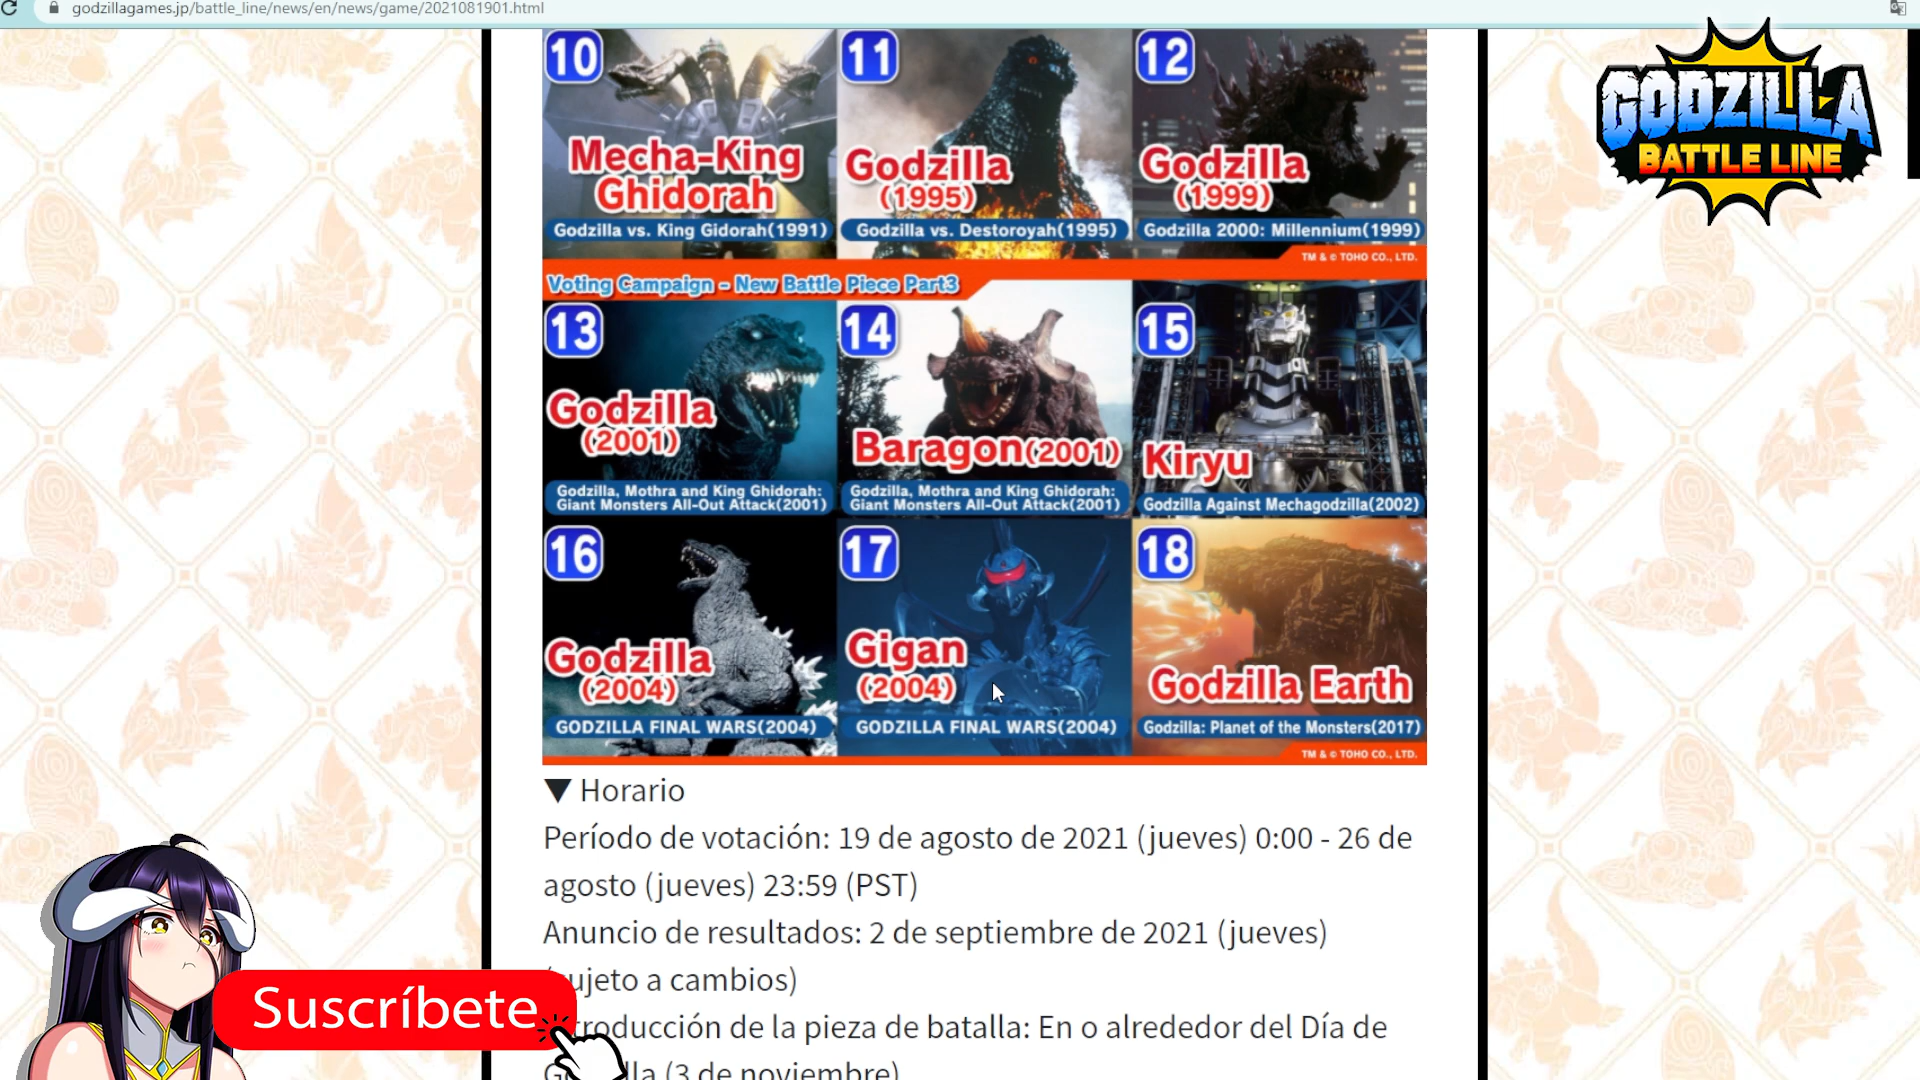 godzillagames.jp/battle_line/news/en/news/game/2021081901.html
GODZILLA
BATTLE LINE
10
Mecha-King
Ghidorah
Godzilla vs. King Gidorah(1991)
11
Godzilla
(1995)
Godzilla vs. Destoroyah(1995)
12
Godzilla
(1999)
Godzilla 2000: Millennium(1999)
TM & © TOHO CO., LTD.
Voting Campaign - New Battle Piece Part3
13
Godzilla
(2001)
Godzilla, Mothra and King Ghidorah:
Giant Monsters All-Out Attack(2001)
14
Baragon(2001)
Godzilla, Mothra and King Ghidorah:
Giant Monsters All-Out Attack(2001)
15
Kiryu
Godzilla Against Mechagodzilla(2002)
16
Godzilla
(2004)
GODZILLA FINAL WARS(2004)
17
Gigan
(2004)
GODZILLA FINAL WARS(2004)
18
Godzilla Earth
Godzilla: Planet of the Monsters(2017)
TM & © TOHO CO., LTD.
▼ Horario
Período de votación: 19 de agosto de 2021 (jueves) 0:00 - 26 de
agosto (jueves) 23:59 (PST)
Anuncio de resultados: 2 de septiembre de 2021 (jueves)
a cambios)
de la pieza de batalla: En o alrededor del Día de
(3 de noviembre)
Suscríbete